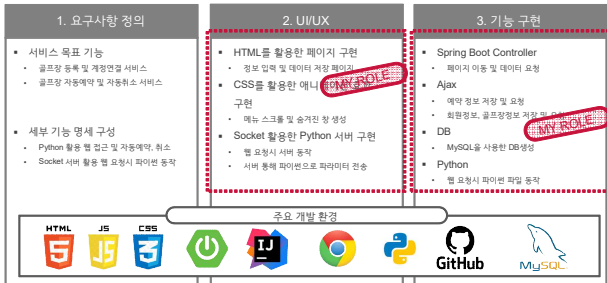 1. 요구사항 정의
서비스 목표 기능
골프장 등록 및 계정연결 서비스
골프장 자동예약 및 자동취소 서비스
세부 기능 명세 구성
Python 활용 웹 접근 및 자동예약, 취소
Socket 서버 활용 웹 요청시 파이썬 동작
2. UI/UX
HTML를 활용한 페이지 구현
정보 입력 및 데이터 저장 페이지
CSS를 활용한
구현
메뉴 스크롤 및 숨겨진 창 생성
Socket 활용한 Python 서버 구현
웹 요청시 서버 동작
서버 통해 파이썬으로 파라미터 전송
MY ROLE
3. 기능 구현
Spring Boot Controller
페이지 이동 및 데이터 요청
Ajax
예약 정보 저장 및 요청
회원정보, 골프장정보 저장 및
DB
MySQL을 사용한 DB생성
Python
웹 요청시 파이썬 파일 동작
MY ROLE
주요 개발 환경
HTML
5
JS
5
CSS
3
IJ
GitHub
MySQL